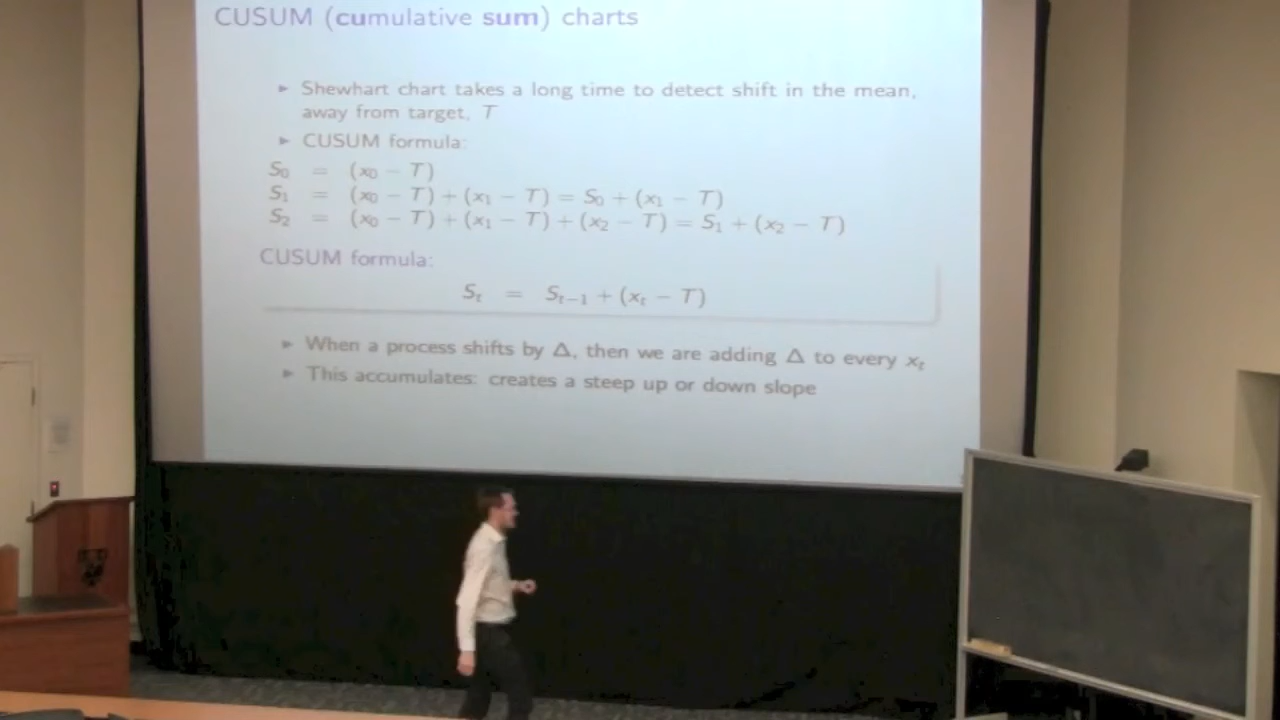 CUSUM (cumulative sum) charts
▸ Shewhart chart takes a long time to detect shift in the mean,
away from target, T
▸ CUSUM formula:
S₀ = (x₀ − T)
S₁ = (x₀ − T) + (x₁ − T) = S₀ + (x₁ − T)
S₂ = (x₀ − T) + (x₁ − T) + (x₂ − T) = S₁ + (x₂ − T)
CUSUM formula:
Sₜ = Sₜ₋₁ + (xₜ − T)
▸ When a process shifts by Δ, then we are adding Δ to every xₜ
▸ This accumulates: creates a steep up or down slope